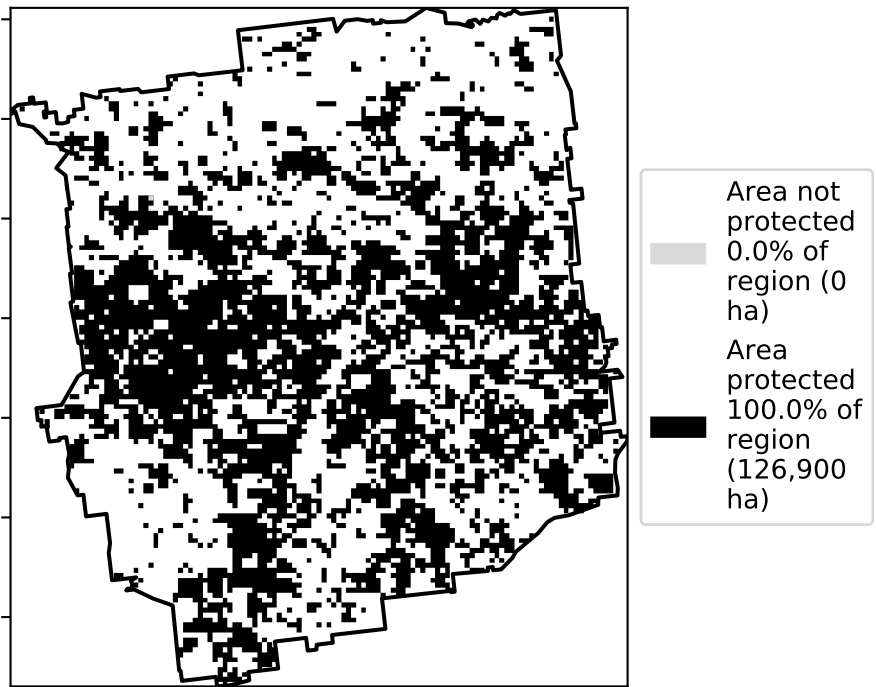 Area not
protected
0.0% of
region (0
ha)
Area
protected
100.0% of
region
(126,900
ha)